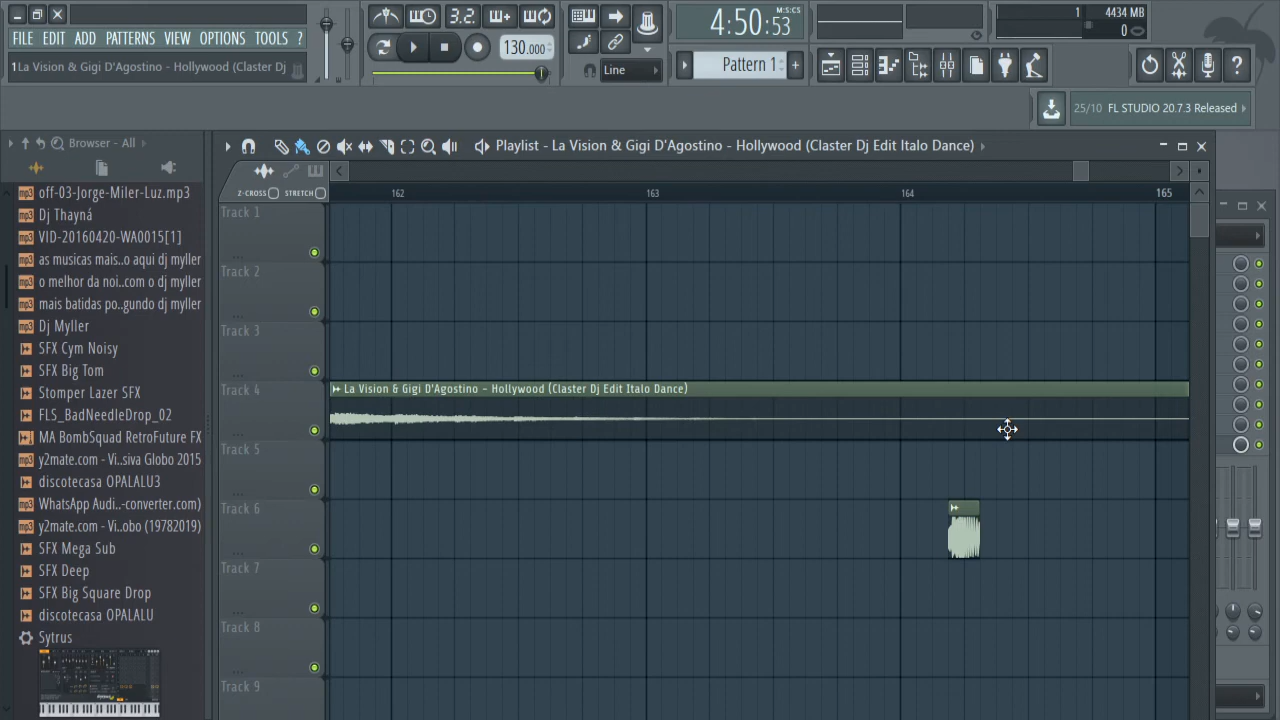 FILE EDIT ADD PATTERNS VIEW OPTIONS TOOLS ?
1 La Vision & Gigi D'Agostino - Hollywood (Claster Dj
3.2.
130.000
Line
4:50:53
M:S:CS
Pattern 1
1
4434 MB
0
25/10 FL STUDIO 20.7.3 Released
Browser - All
Playlist - La Vision & Gigi D'Agostino - Hollywood (Claster Dj Edit Italo Dance)
Z-CROSS STRETCH
162 163 164 165
off-03-Jorge-Miler-Luz.mp3
Dj Thayná
VID-20160420-WA0015[1]
as musicas mais..o aqui dj myller
o melhor da noi..com o dj myller
mais batidas po..gundo dj myller
Dj Myller
SFX Cym Noisy
SFX Big Tom
Stomper Lazer SFX
FLS_BadNeedleDrop_02
MA BombSquad RetroFuture FX
y2mate.com - Vi..siva Globo 2015
discotecasa OPALALU3
WhatsApp Audi..-converter.com)
y2mate.com - Vi..obo (19782019)
SFX Mega Sub
SFX Deep
SFX Big Square Drop
discotecasa OPALALU
Sytrus
Track 1
Track 2
Track 3
Track 4
La Vision & Gigi D'Agostino - Hollywood (Claster Dj Edit Italo Dance)
Track 5
Track 6
Track 7
Track 8
Track 9